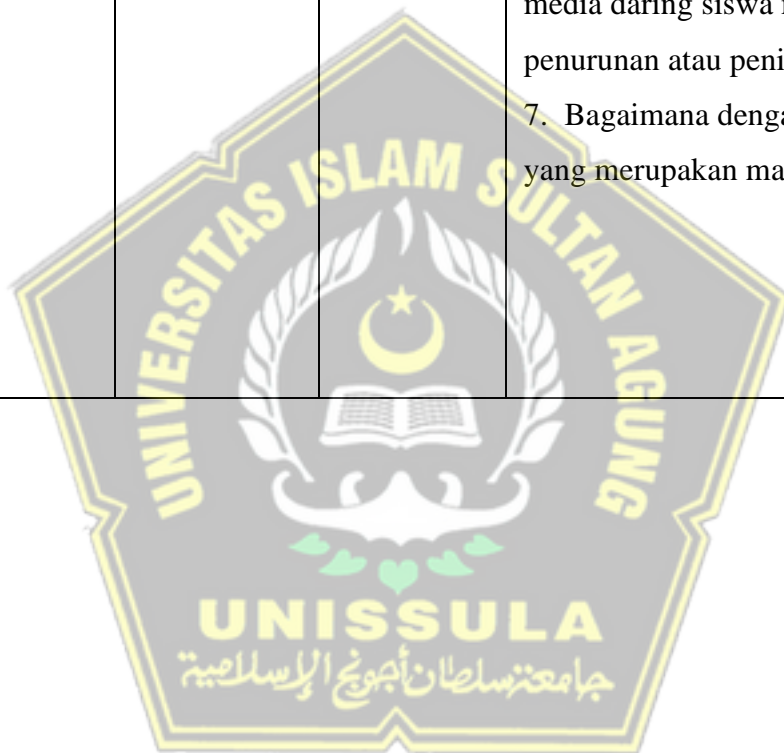 media daring siswa
penurunan atau peni
7. Bagaimana denga
yang merupakan ma
UNIVERSITAS ISLAM SULTAN AGUNG
UNISSULA
جامعة سلطان أجونج الإسلامية